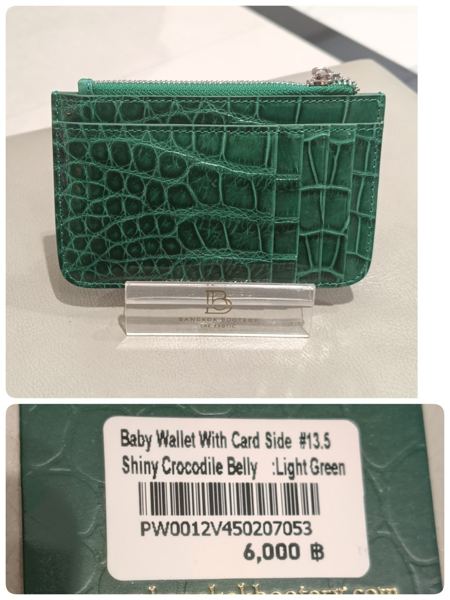 B
BANGKOK BOOTERY
THE EXOTIC
Baby Wallet With Card Side #13.5
Shiny Crocodile Belly :Light Green
PW0012V450207053
6,000 ฿